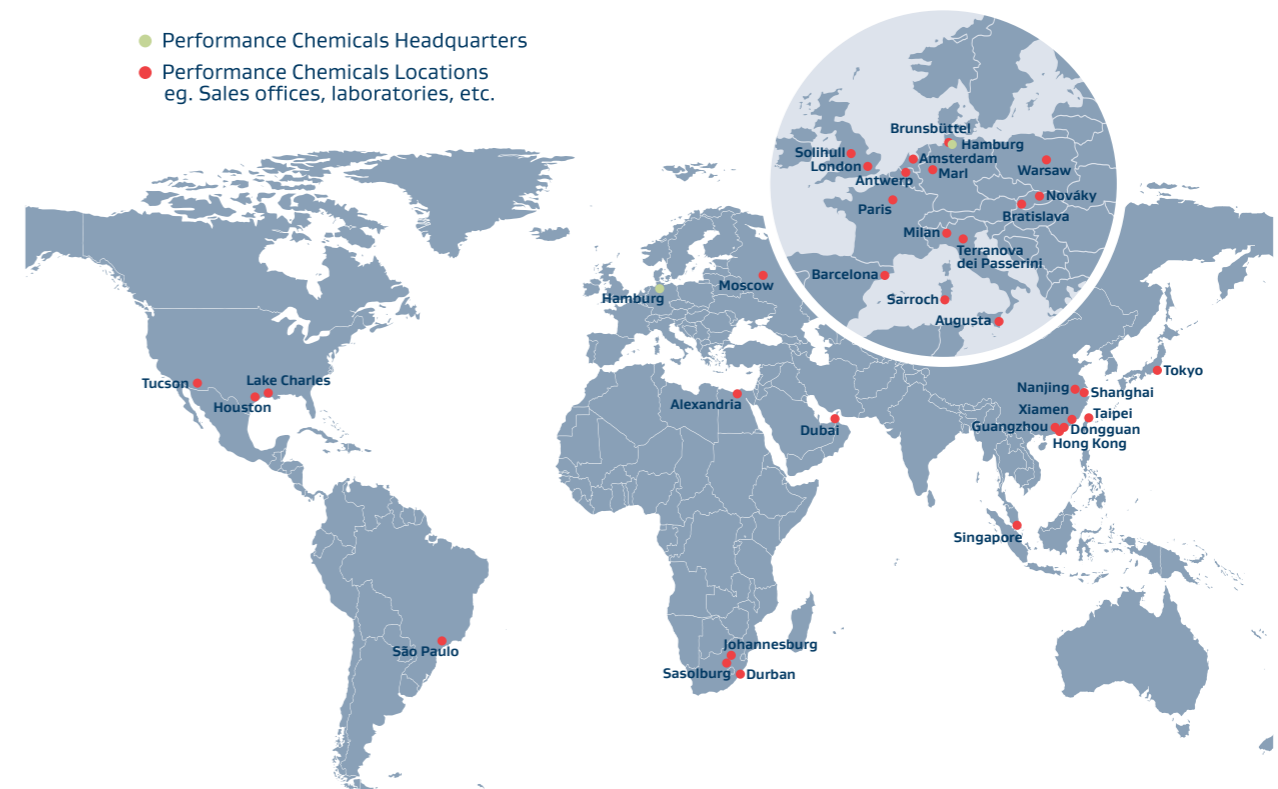 Performance Chemicals Headquarters
Performance Chemicals Locations
eg. Sales offices, laboratories, etc.
Brunsbüttel
Hamburg
Solihull
London
Amsterdam
Antwerp
Marl
Warsaw
Paris
Nováky
Bratislava
Milan
Terranova
dei Passerini
Barcelona
Sarroch
Augusta
Moscow
Hamburg
Tucson
Lake Charles
Houston
Alexandria
Dubai
Tokyo
Nanjing
Shanghai
Xiamen
Taipei
Guangzhou
Dongguan
Hong Kong
Singapore
São Paulo
Johannesburg
Sasolburg
Durban